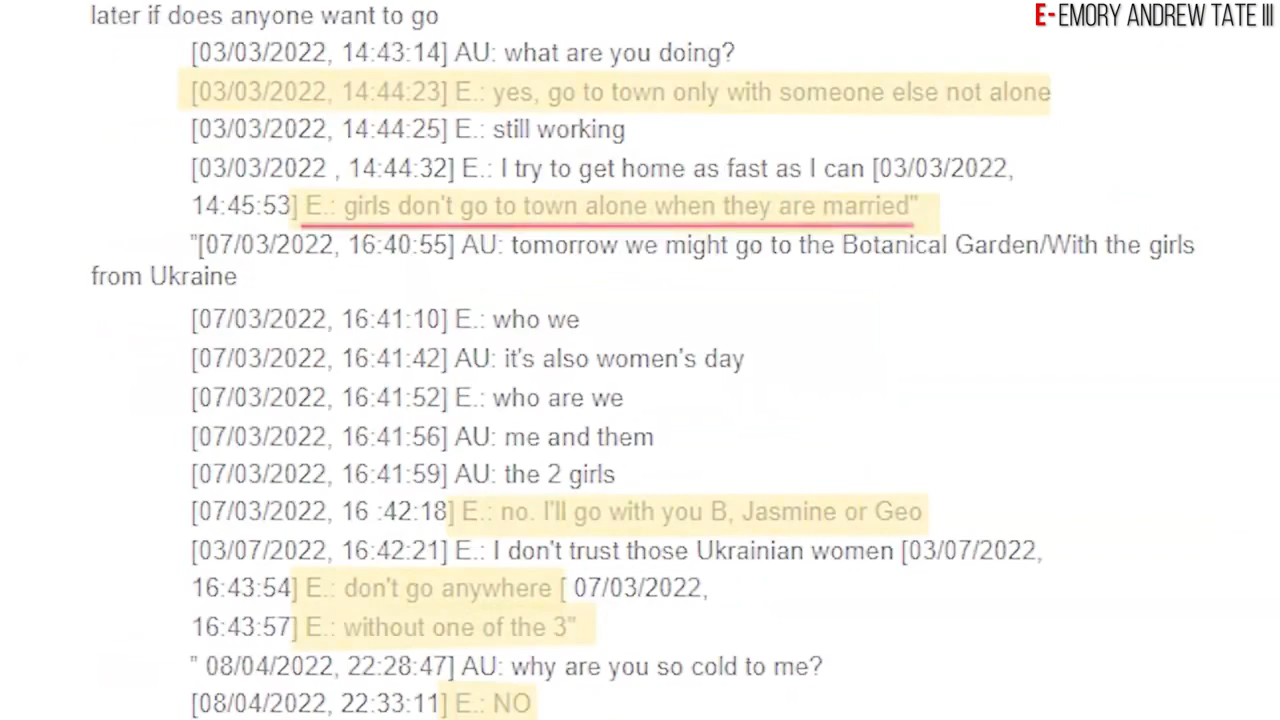 later if does anyone want to go
E- EMORY ANDREW TATE III
[03/03/2022, 14:43:14] AU: what are you doing?
[03/03/2022, 14:44:23] E.: yes, go to town only with someone else not alone
[03/03/2022, 14:44:25] E.: still working
[03/03/2022 , 14:44:32] E.: I try to get home as fast as I can [03/03/2022,
14:45:53] E.: girls don't go to town alone when they are married"
"[07/03/2022, 16:40:55] AU: tomorrow we might go to the Botanical Garden/With the girls
from Ukraine
[07/03/2022, 16:41:10] E.: who we
[07/03/2022, 16:41:42] AU: it's also women's day
[07/03/2022, 16:41:52] E.: who are we
[07/03/2022, 16:41:56] AU: me and them
[07/03/2022, 16:41:59] AU: the 2 girls
[07/03/2022, 16 :42:18] E.: no. I'll go with you B, Jasmine or Geo
[03/07/2022, 16:42:21] E.: I don't trust those Ukrainian women [03/07/2022,
16:43:54] E.: don't go anywhere [ 07/03/2022,
16:43:57] E.: without one of the 3"
" 08/04/2022, 22:28:47] AU: why are you so cold to me?
[08/04/2022, 22:33:11] E.: NO